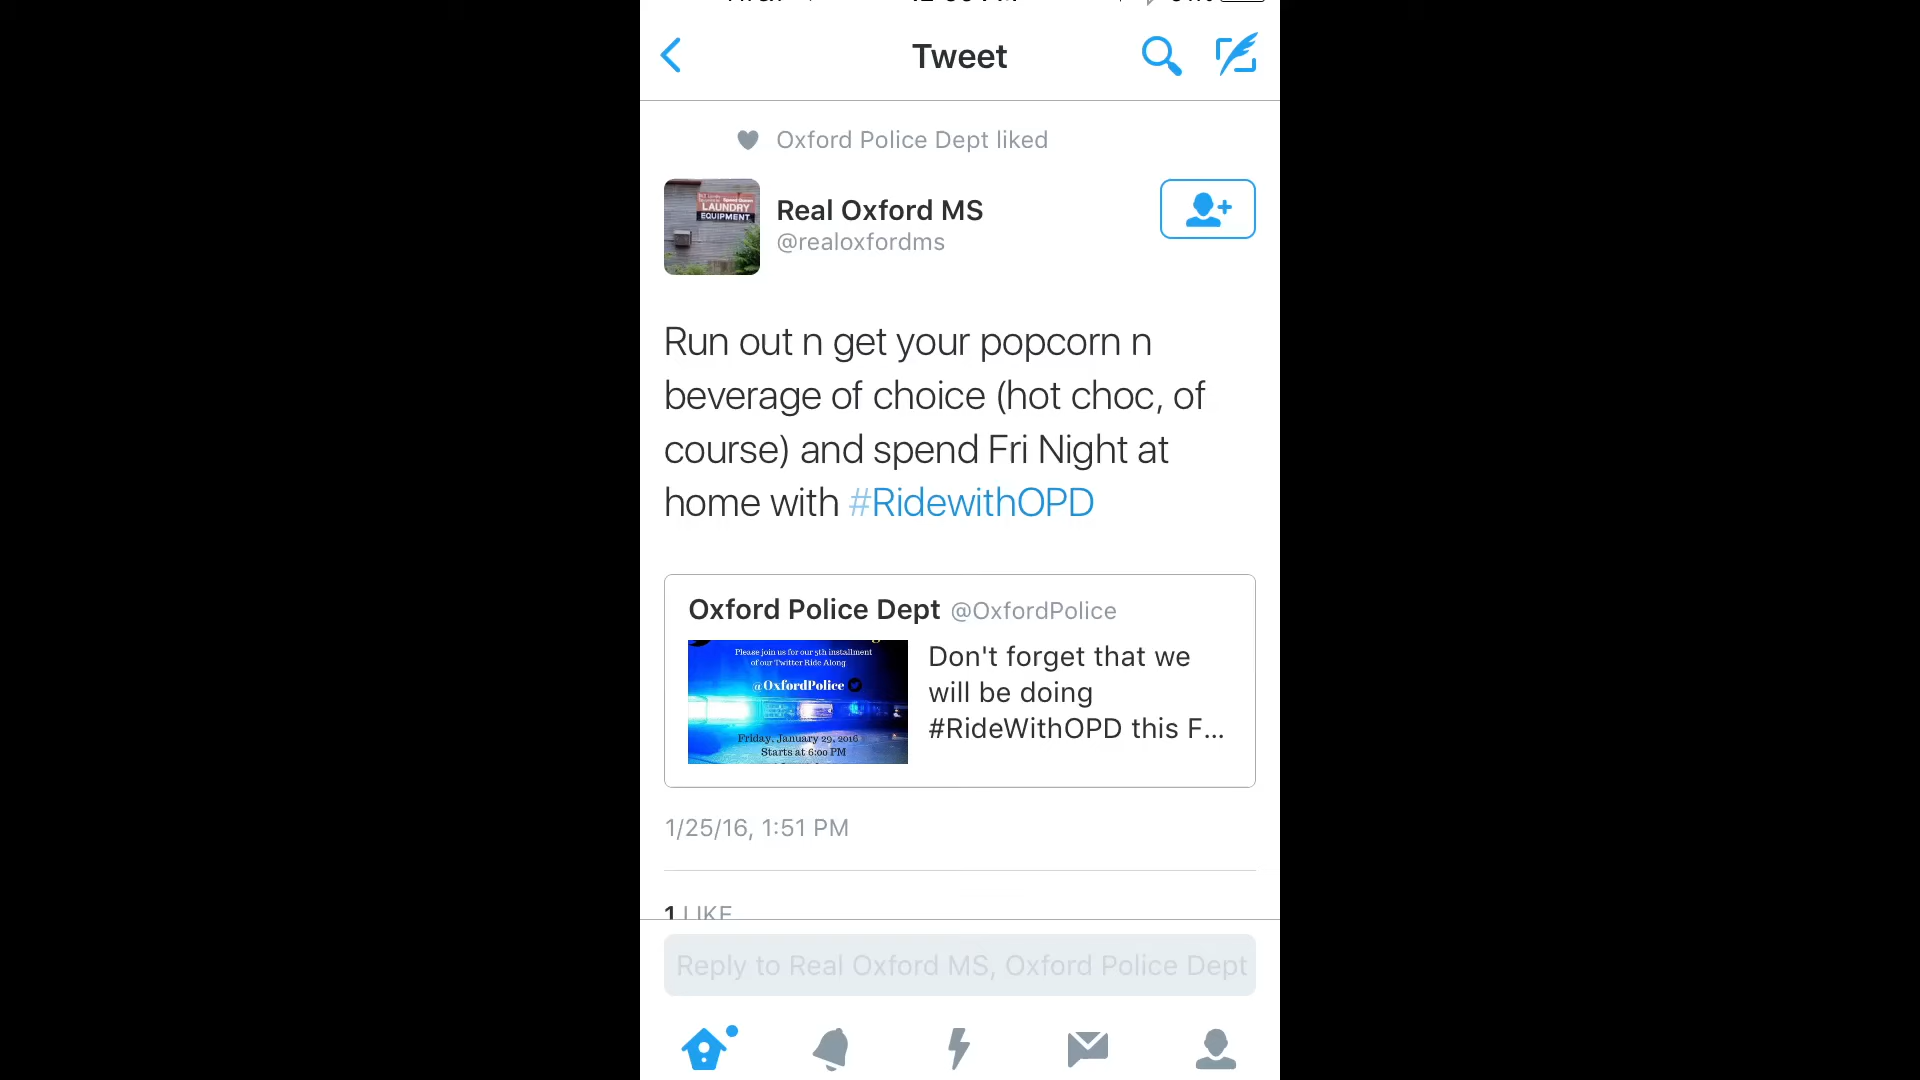 Tweet
Oxford Police Dept liked
LAUNDRY
EQUIPMENT
Real Oxford MS
@realoxfordms
Run out n get your popcorn n
beverage of choice (hot choc, of
course) and spend Fri Night at
home with #RidewithOPD
Oxford Police Dept @OxfordPolice
Please join us for our 5th installment
of our Twitter Ride Along
@OxfordPolice
Friday, January 29, 2016
Starts at 6:00 PM
Don't forget that we
will be doing
#RideWithOPD this F...
1/25/16, 1:51 PM
1 LIKE
Reply to Real Oxford MS, Oxford Police Dept